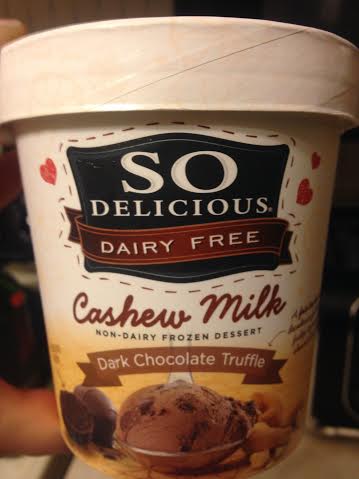 SO
DELICIOUS®
DAIRY FREE
Cashew Milk
NON-DAIRY FROZEN DESSERT
Dark Chocolate Truffle